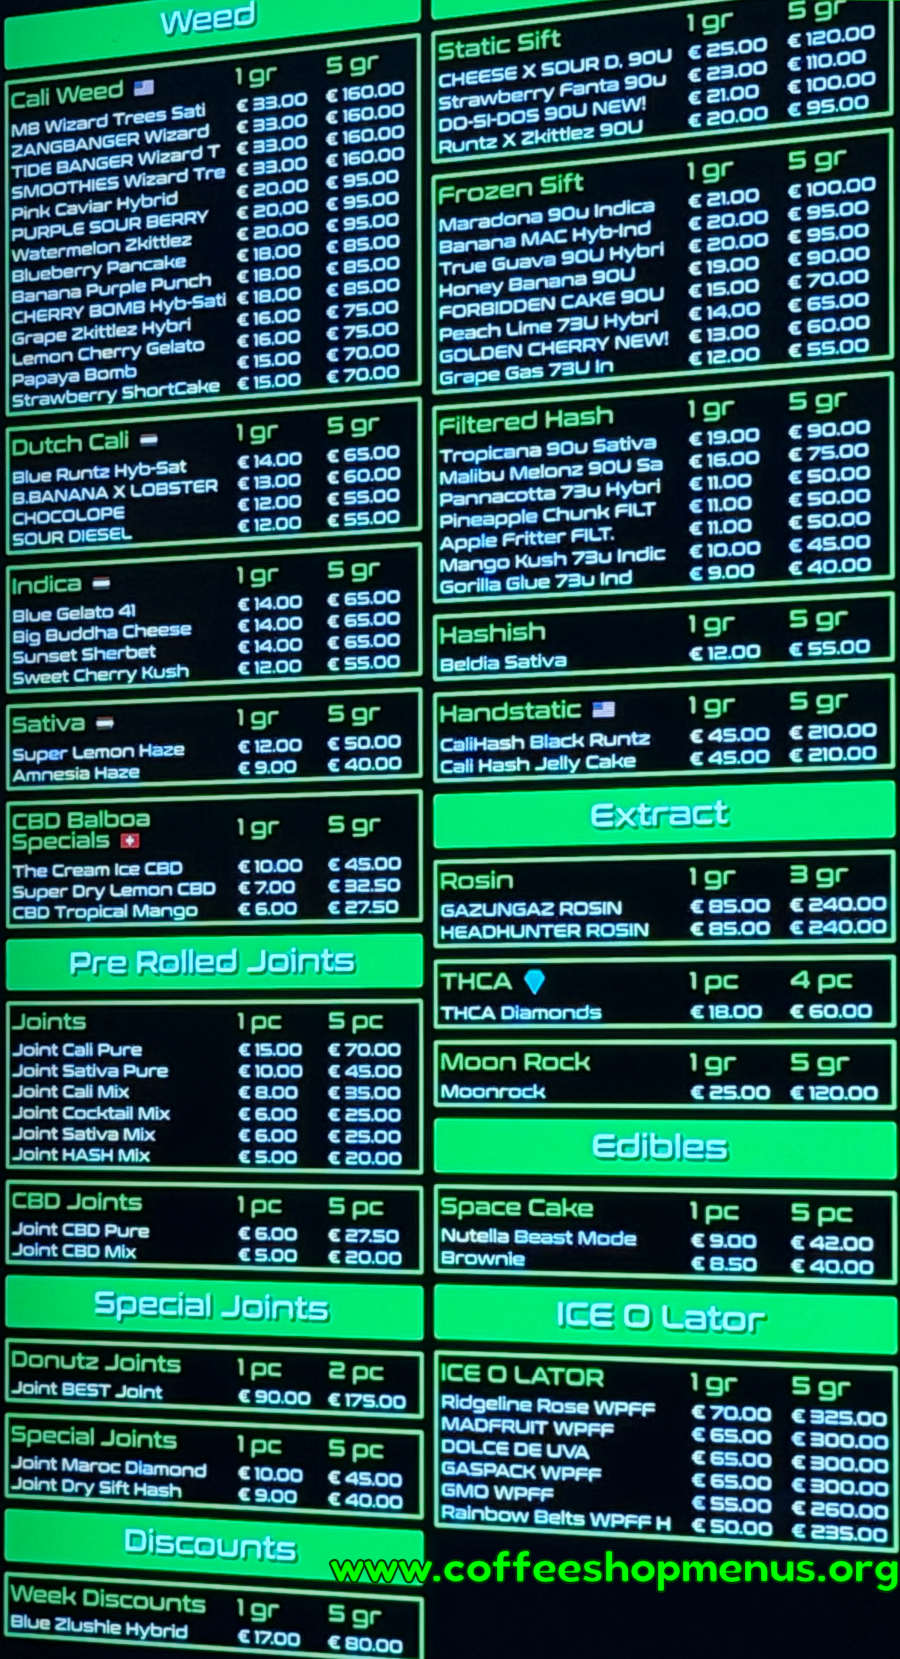 Weed
Cali Weed 1 gr 5 gr
MB Wizard Trees Sati € 33.00 € 160.00
ZANGBANGER Wizard € 33.00 € 160.00
TIDE BANGER Wizard T € 33.00 € 160.00
SMOOTHIES Wizard Tre € 33.00 € 160.00
Pink Caviar Hybrid € 20.00 € 95.00
PURPLE SOUR BERRY € 20.00 € 95.00
Watermelon Zkittlez € 20.00 € 95.00
Blueberry Pancake € 18.00 € 85.00
Banana Purple Punch € 18.00 € 85.00
CHERRY BOMB Hyb-Sati € 18.00 € 85.00
Grape Zkittlez Hybri € 16.00 € 75.00
Lemon Cherry Gelato € 16.00 € 75.00
Papaya Bomb € 15.00 € 70.00
Strawberry ShortCake € 15.00 € 70.00
Dutch Cali 1 gr 5 gr
Blue Runtz Hyb-Sat € 14.00 € 65.00
B.BANANA X LOBSTER € 13.00 € 60.00
CHOCOLOPE € 12.00 € 55.00
SOUR DIESEL € 12.00 € 55.00
Indica 1 gr 5 gr
Blue Gelato 41 € 14.00 € 65.00
Big Buddha Cheese € 14.00 € 65.00
Sunset Sherbet € 14.00 € 65.00
Sweet Cherry Kush € 12.00 € 55.00
Sativa 1 gr 5 gr
Super Lemon Haze € 12.00 € 50.00
Amnesia Haze € 9.00 € 40.00
CBD Balboa
Specials 1 gr 5 gr
The Cream Ice CBD € 10.00 € 45.00
Super Dry Lemon CBD € 7.00 € 32.50
CBD Tropical Mango € 6.00 € 27.50
Pre Rolled Joints
Joints 1 pc 5 pc
Joint Cali Pure € 15.00 € 70.00
Joint Sativa Pure € 10.00 € 45.00
Joint Cali Mix € 8.00 € 35.00
Joint Cocktail Mix € 6.00 € 25.00
Joint Sativa Mix € 6.00 € 25.00
Joint HASH Mix € 5.00 € 20.00
CBD Joints 1 pc 5 pc
Joint CBD Pure € 6.00 € 27.50
Joint CBD Mix € 5.00 € 20.00
Special Joints
Donutz Joints 1 pc 2 pc
Joint BEST Joint € 90.00 € 175.00
Special Joints 1 pc 5 pc
Joint Maroc Diamond € 10.00 € 45.00
Joint Dry Sift Hash € 9.00 € 40.00
Discounts
Week Discounts 1 gr 5 gr
Blue Zlushie Hybrid € 17.00 € 80.00
Static Sift 1 gr 5 gr
CHEESE X SOUR D. 90U € 25.00 € 120.00
Strawberry Fanta 90u € 23.00 € 110.00
DO-SI-DOS 90U NEW! € 21.00 € 100.00
Runtz X Zkittlez 90U € 20.00 € 95.00
Frozen Sift 1 gr 5 gr
Maradona 90u Indica € 21.00 € 100.00
Banana MAC Hyb-Ind € 20.00 € 95.00
True Guava 90U Hybri € 20.00 € 95.00
Honey Banana 90U € 19.00 € 90.00
FORBIDDEN CAKE 90U € 15.00 € 70.00
Peach Lime 73U Hybri € 14.00 € 65.00
GOLDEN CHERRY NEW! € 13.00 € 60.00
Grape Gas 73U In € 12.00 € 55.00
Filtered Hash 1 gr 5 gr
Tropicana 90u Sativa € 19.00 € 90.00
Malibu Melonz 90U Sa € 16.00 € 75.00
Pannacotta 73u Hybri € 11.00 € 50.00
Pineapple Chunk FILT € 11.00 € 50.00
Apple Fritter FILT. € 11.00 € 50.00
Mango Kush 73u Indic € 10.00 € 45.00
Gorilla Glue 73u Ind € 9.00 € 40.00
Hashish 1 gr 5 gr
Beldia Sativa € 12.00 € 55.00
Handstatic 1 gr 5 gr
CaliHash Black Runtz € 45.00 € 210.00
Cali Hash Jelly Cake € 45.00 € 210.00
Extract
Rosin 1 gr 3 gr
GAZUNGAZ ROSIN € 85.00 € 240.00
HEADHUNTER ROSIN € 85.00 € 240.00
THCA 1 pc 4 pc
THCA Diamonds € 18.00 € 60.00
Moon Rock 1 gr 5 gr
Moonrock € 25.00 € 120.00
Edibles
Space Cake 1 pc 5 pc
Nutella Beast Mode € 9.00 € 42.00
Brownie € 8.50 € 40.00
ICE O Lator
ICE O LATOR 1 gr 5 gr
Ridgeline Rose WPFF € 70.00 € 325.00
MADFRUIT WPFF € 65.00 € 300.00
DOLCE DE UVA € 65.00 € 300.00
GASPACK WPFF € 65.00 € 300.00
GMO WPFF € 55.00 € 260.00
Rainbow Belts WPFF H € 50.00 € 235.00
www.coffeeshopmenus.org